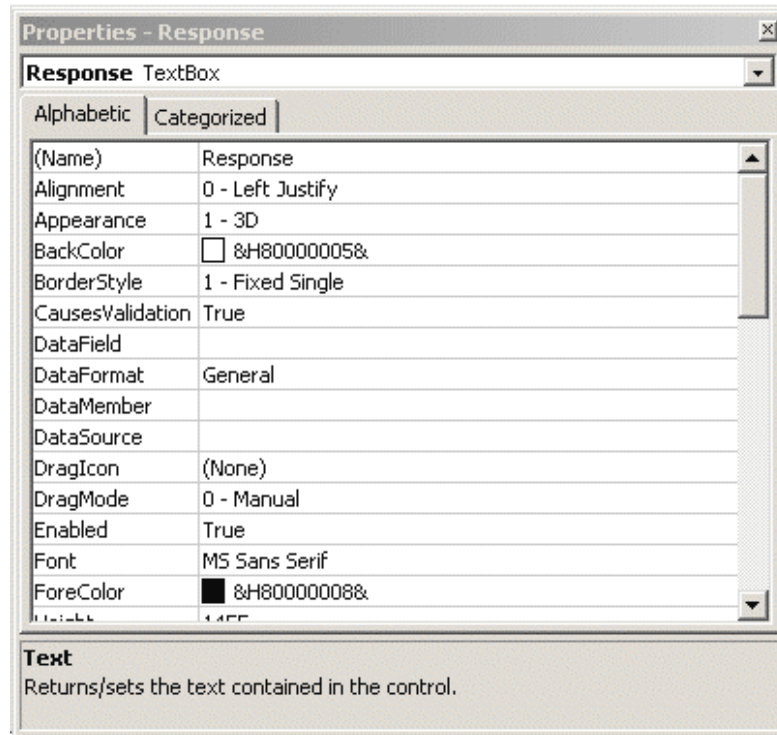 Properties - Response
Response TextBox
Alphabetic Categorized
(Name) Response
Alignment 0 - Left Justify
Appearance 1 - 3D
BackColor &H80000005&
BorderStyle 1 - Fixed Single
CausesValidation True
DataField
DataFormat General
DataMember
DataSource
DragIcon (None)
DragMode 0 - Manual
Enabled True
Font MS Sans Serif
ForeColor &H80000008&
Height
Text
Returns/sets the text contained in the control.